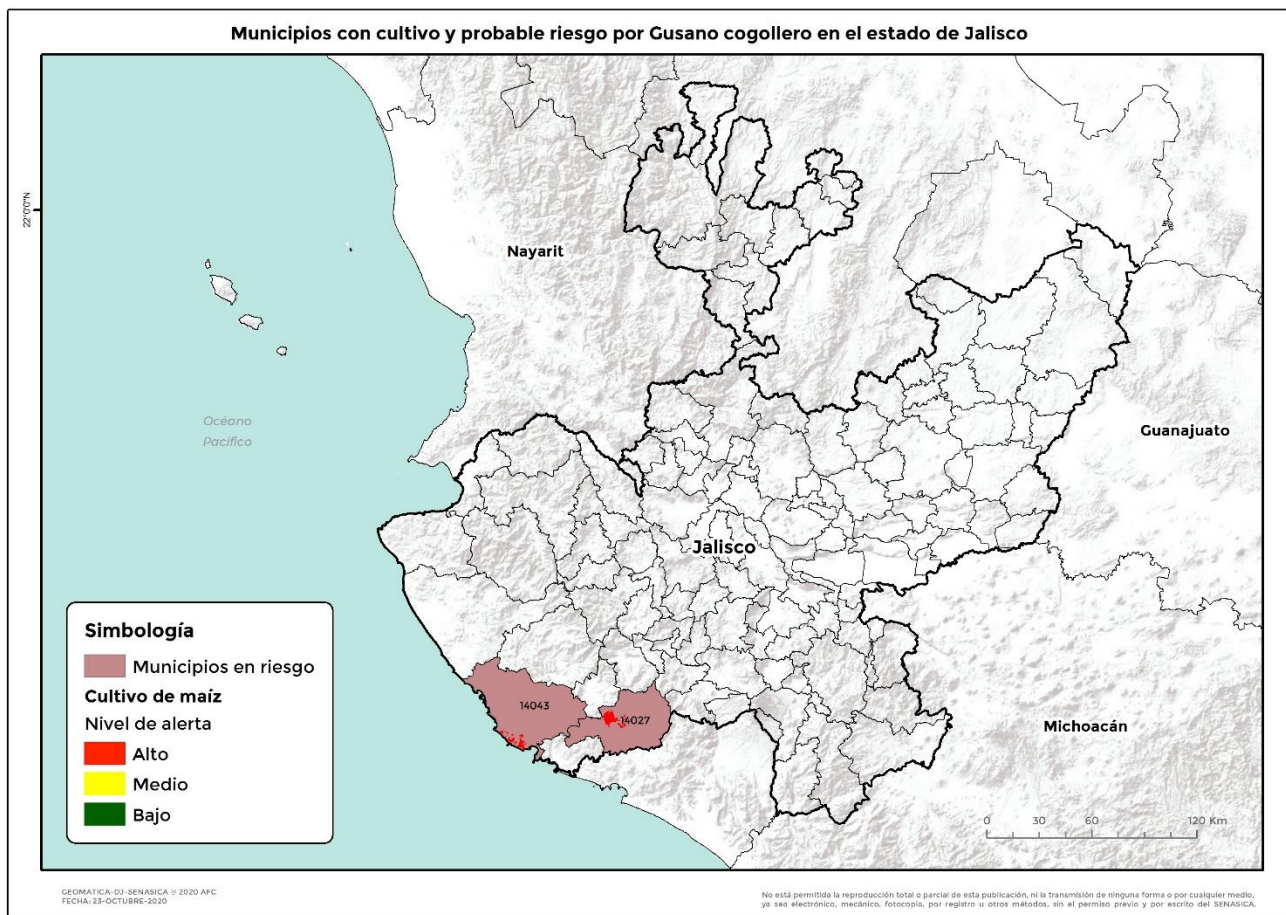 Municipios con cultivo y probable riesgo por Gusano cogollero en el estado de Jalisco
22°0'0"N
Nayarit
Océano
Pacífico
Guanajuato
Jalisco
Simbología
Municipios en riesgo
Cultivo de maíz
Nivel de alerta
Alto
Medio
Bajo
14043
14027
Michoacán
0 30 60 120 Km
GEOMATICA-DJ-SENASICA © 2020 AFC
FECHA: 23-OCTUBRE-2020
No está permitida la reproducción total o parcial de esta publicación, ni la transmisión de ninguna forma o por cualquier medio,
ya sea electrónico, mecánico, fotocopia, por registro u otros métodos, sin el permiso previo y por escrito del SENASICA.